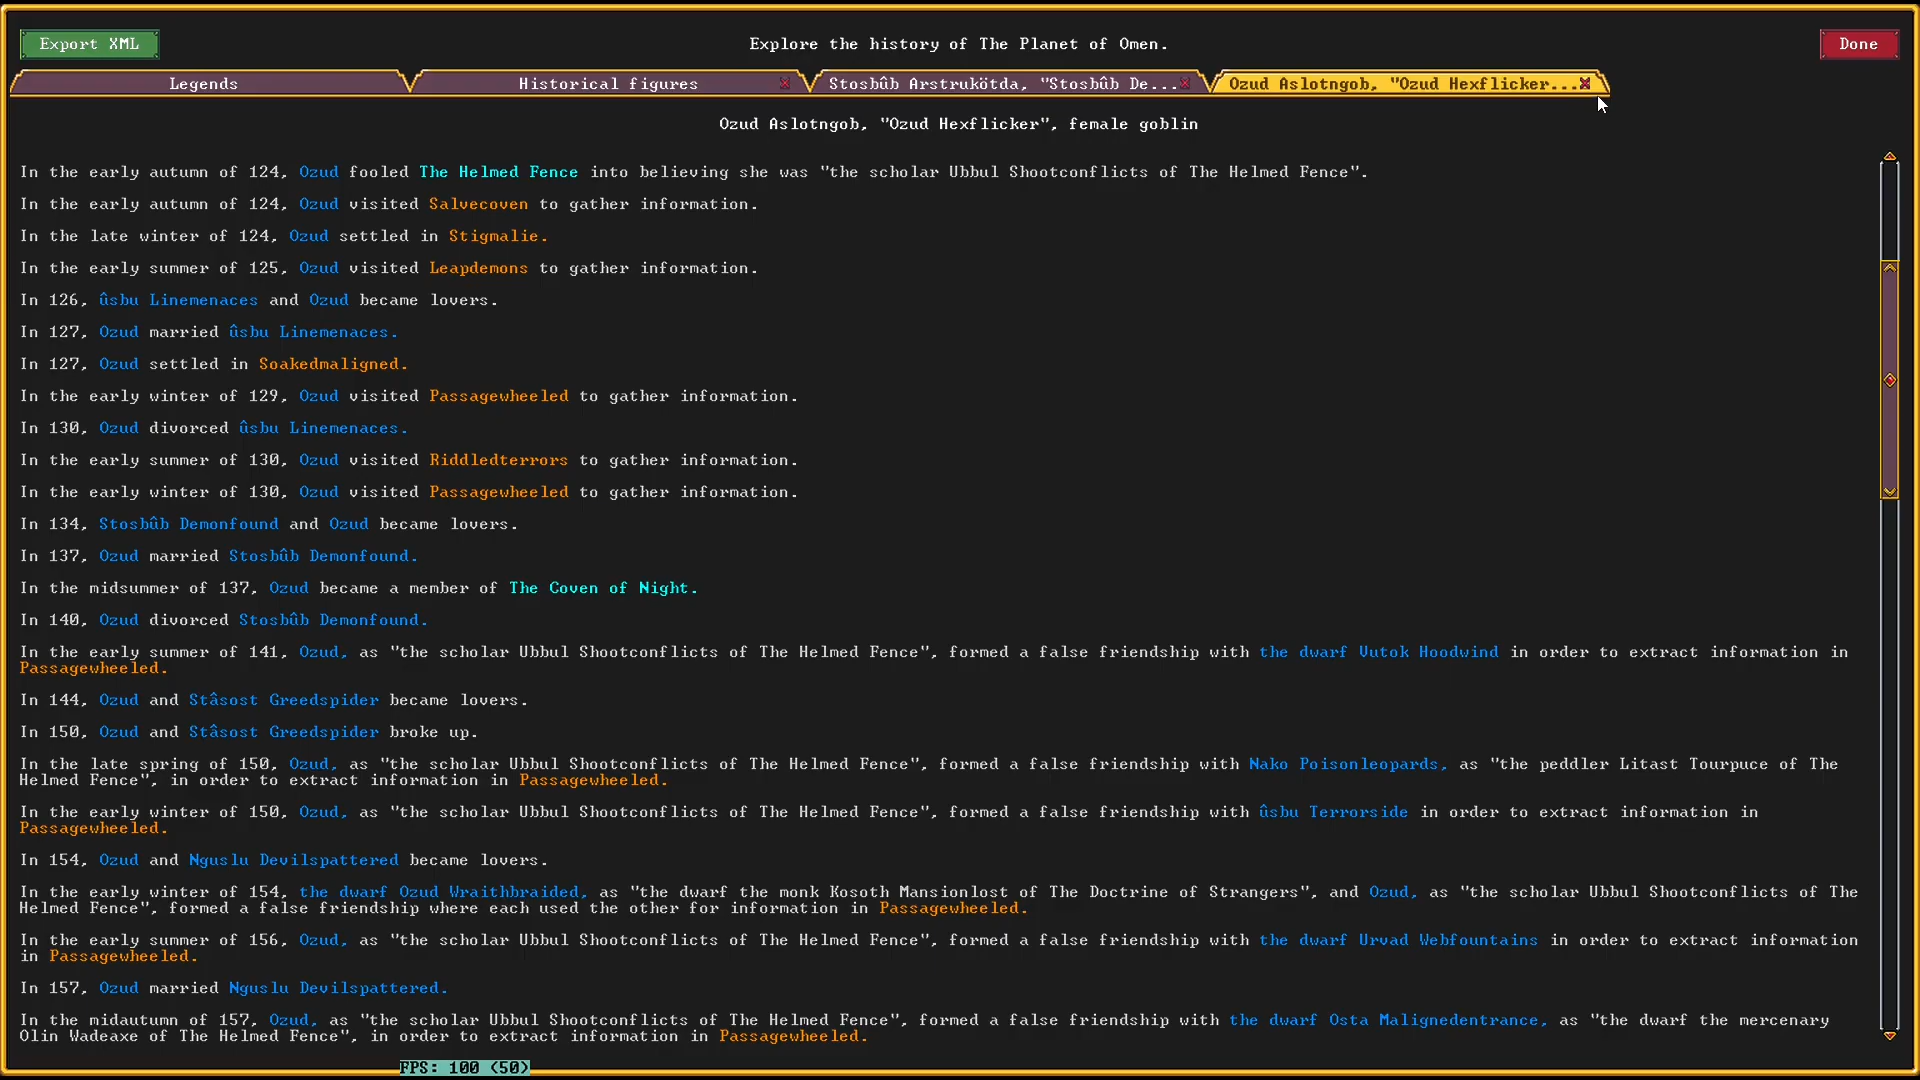 Export XML
Explore the history of The Planet of Omen.
Done
Legends
Historical figures
Stosbûb Arstrukötda, "Stosbûb De...
Ozud Aslotngob, "Ozud Hexflicker...
Ozud Aslotngob, "Ozud Hexflicker", female goblin
In the early autumn of 124, Ozud fooled The Helmed Fence into believing she was "the scholar Ubbul Shootconflicts of The Helmed Fence".
In the early autumn of 124, Ozud visited Salvecoven to gather information.
In the late winter of 124, Ozud settled in Stigmalie.
In the early summer of 125, Ozud visited Leapdemons to gather information.
In 126, ûsbu Linemenaces and Ozud became lovers.
In 127, Ozud married ûsbu Linemenaces.
In 127, Ozud settled in Soakedmaligned.
In the early winter of 129, Ozud visited Passagewheeled to gather information.
In 130, Ozud divorced ûsbu Linemenaces.
In the early summer of 130, Ozud visited Riddledterrors to gather information.
In the early winter of 130, Ozud visited Passagewheeled to gather information.
In 134, Stosbûb Demonfound and Ozud became lovers.
In 137, Ozud married Stosbûb Demonfound.
In the midsummer of 137, Ozud became a member of The Coven of Night.
In 140, Ozud divorced Stosbûb Demonfound.
In the early summer of 141, Ozud, as "the scholar Ubbul Shootconflicts of The Helmed Fence", formed a false friendship with the dwarf Vutok Hoodwind in order to extract information in
Passagewheeled.
In 144, Ozud and Stâsost Greedspider became lovers.
In 150, Ozud and Stâsost Greedspider broke up.
In the late spring of 150, Ozud, as "the scholar Ubbul Shootconflicts of The Helmed Fence", formed a false friendship with Nako Poisonleopards, as "the peddler Litast Tourpuce of The
Helmed Fence", in order to extract information in Passagewheeled.
In the early winter of 150, Ozud, as "the scholar Ubbul Shootconflicts of The Helmed Fence", formed a false friendship with ûsbu Terrorside in order to extract information in
Passagewheeled.
In 154, Ozud and Nguslu Devilspattered became lovers.
In the early winter of 154, the dwarf Ozud Wraithbraided, as "the dwarf the monk Kosoth Mansionlost of The Doctrine of Strangers", and Ozud, as "the scholar Ubbul Shootconflicts of The
Helmed Fence", formed a false friendship where each used the other for information in Passagewheeled.
In the early summer of 156, Ozud, as "the scholar Ubbul Shootconflicts of The Helmed Fence", formed a false friendship with the dwarf Urvad Webfountains in order to extract information
in Passagewheeled.
In 157, Ozud married Nguslu Devilspattered.
In the midautumn of 157, Ozud, as "the scholar Ubbul Shootconflicts of The Helmed Fence", formed a false friendship with the dwarf Osta Malignedentrance, as "the dwarf the mercenary
Olin Wadeaxe of The Helmed Fence", in order to extract information in Passagewheeled.
FPS: 100 (50)